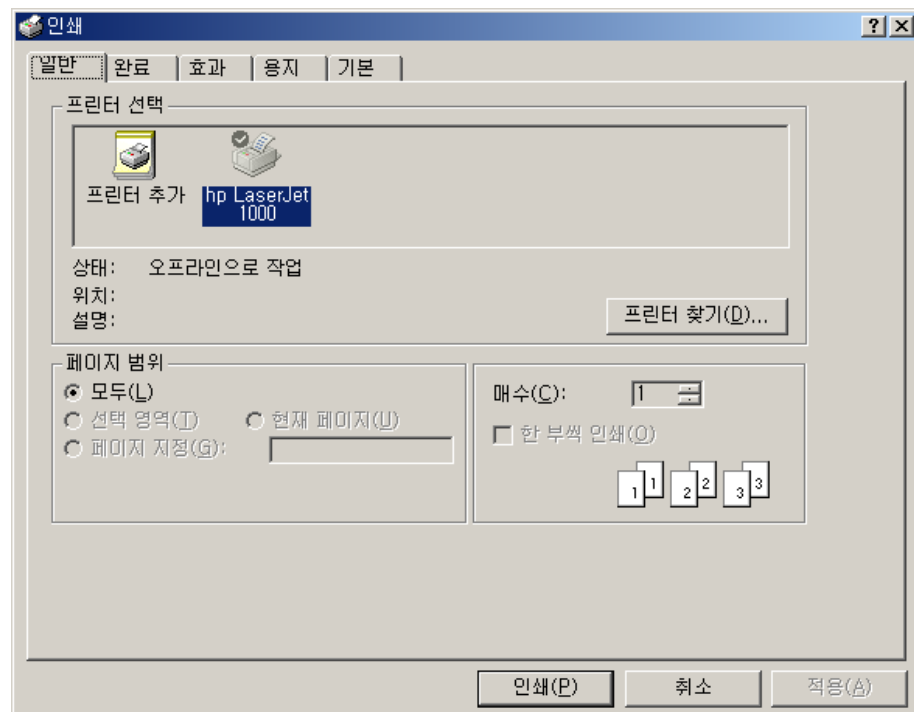 인쇄
일반 완료 효과 용지 기본
프린터 선택
프린터 추가
hp LaserJet
1000
상태: 오프라인으로 작업
위치:
설명:
프린터 찾기(D)...
페이지 범위
모두(L)
선택 영역(T) 현재 페이지(U)
페이지 지정(G):
매수(C): 1
한 부씩 인쇄(O)
1 1 2 2 3 3
인쇄(P) 취소 적용(A)